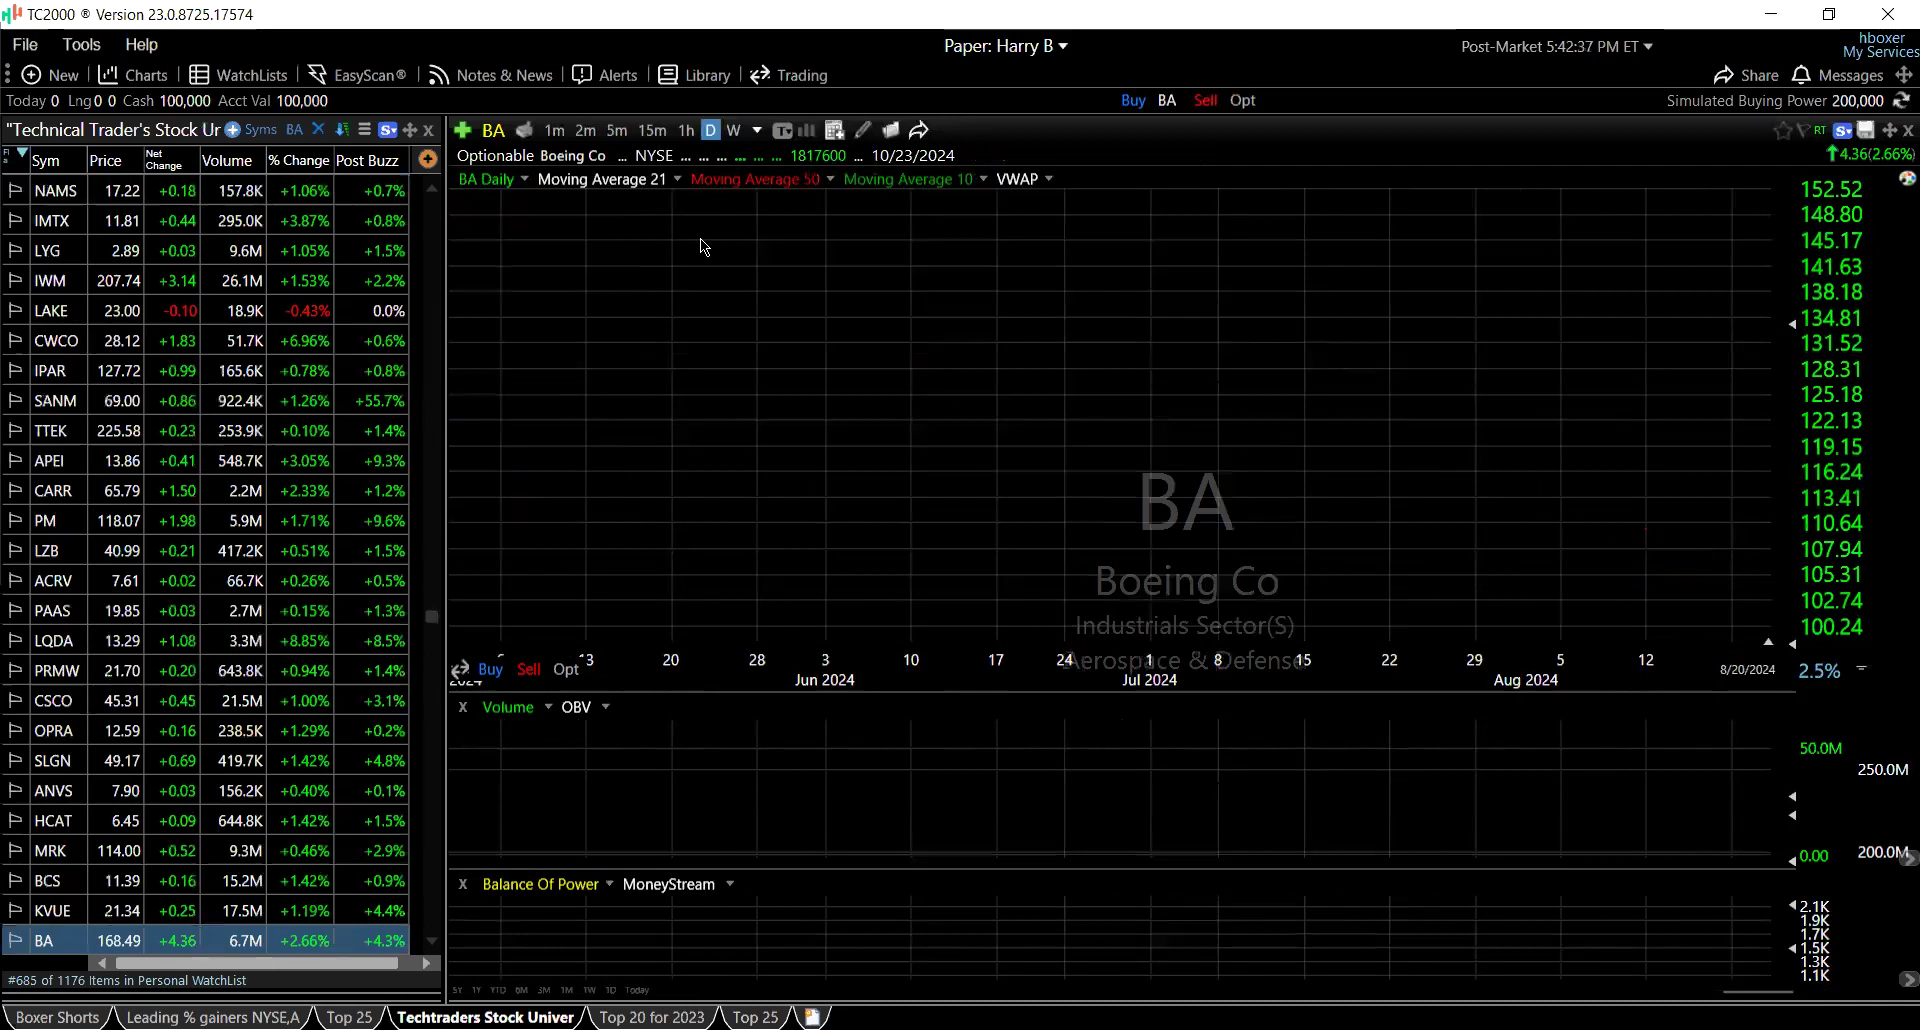 TC2000 ® Version 23.0.8725.17574
File Tools Help
Paper: Harry B
Post-Market 5:42:37 PM ET
hboxer
My Services
New Charts WatchLists EasyScan® Notes & News Alerts Library Trading
Share Messages
Today 0 Lng 0 0 Cash 100,000 Acct Val 100,000
Buy BA Sell Opt
Simulated Buying Power 200,000
"Technical Trader's Stock Ur Syms BA
BA 1m 2m 5m 15m 1h D W
RT
Sym Price Net Change Volume % Change Post Buzz
Optionable Boeing Co ... NYSE ... ... ... ... ... ... 1817600 ... 10/23/2024
4.36(2.66%)
BA Daily Moving Average 21 Moving Average 50 Moving Average 10 VWAP
NAMS 17.22 +0.18 157.8K +1.06% +0.7%
IMTX 11.81 +0.44 295.0K +3.87% +0.8%
LYG 2.89 +0.03 9.6M +1.05% +1.5%
IWM 207.74 +3.14 26.1M +1.53% +2.2%
LAKE 23.00 -0.10 18.9K -0.43% 0.0%
CWCO 28.12 +1.83 51.7K +6.96% +0.6%
IPAR 127.72 +0.99 165.6K +0.78% +0.8%
SANM 69.00 +0.86 922.4K +1.26% +55.7%
TTEK 225.58 +0.23 253.9K +0.10% +1.4%
APEI 13.86 +0.41 548.7K +3.05% +9.3%
CARR 65.79 +1.50 2.2M +2.33% +1.2%
PM 118.07 +1.98 5.9M +1.71% +9.6%
LZB 40.99 +0.21 417.2K +0.51% +1.5%
ACRV 7.61 +0.02 66.7K +0.26% +0.5%
PAAS 19.85 +0.03 2.7M +0.15% +1.3%
LQDA 13.29 +1.08 3.3M +8.85% +8.5%
PRMW 21.70 +0.20 643.8K +0.94% +1.4%
CSCO 45.31 +0.45 21.5M +1.00% +3.1%
OPRA 12.59 +0.16 238.5K +1.29% +0.2%
SLGN 49.17 +0.69 419.7K +1.42% +4.8%
ANVS 7.90 +0.03 156.2K +0.40% +0.1%
HCAT 6.45 +0.09 644.8K +1.42% +1.5%
MRK 114.00 +0.52 9.3M +0.46% +2.9%
BCS 11.39 +0.16 15.2M +1.42% +0.9%
KVUE 21.34 +0.25 17.5M +1.19% +4.4%
BA 168.49 +4.36 6.7M +2.66% +4.3%
#685 of 1176 Items in Personal WatchList
152.52
148.80
145.17
141.63
138.18
134.81
131.52
128.31
125.18
122.13
119.15
116.24
113.41
110.64
107.94
105.31
102.74
100.24
BA
Boeing Co
Industrials Sector(S)
Aerospace & Defense
Buy Sell Opt
13 20 28 3 10 17 24 1 8 15 22 29 5 12 8/20/2024
2024 Jun 2024 Jul 2024 Aug 2024
2.5%
X Volume OBV
50.0M
250.0M
0.00
200.0M
X Balance Of Power MoneyStream
2.1K
1.9K
1.7K
1.5K
1.3K
1.1K
5Y 1Y YTD 6M 3M 1M 1W 1D Today
Boxer Shorts Leading % gainers NYSE,A Top 25 Techtraders Stock Univer Top 20 for 2023 Top 25